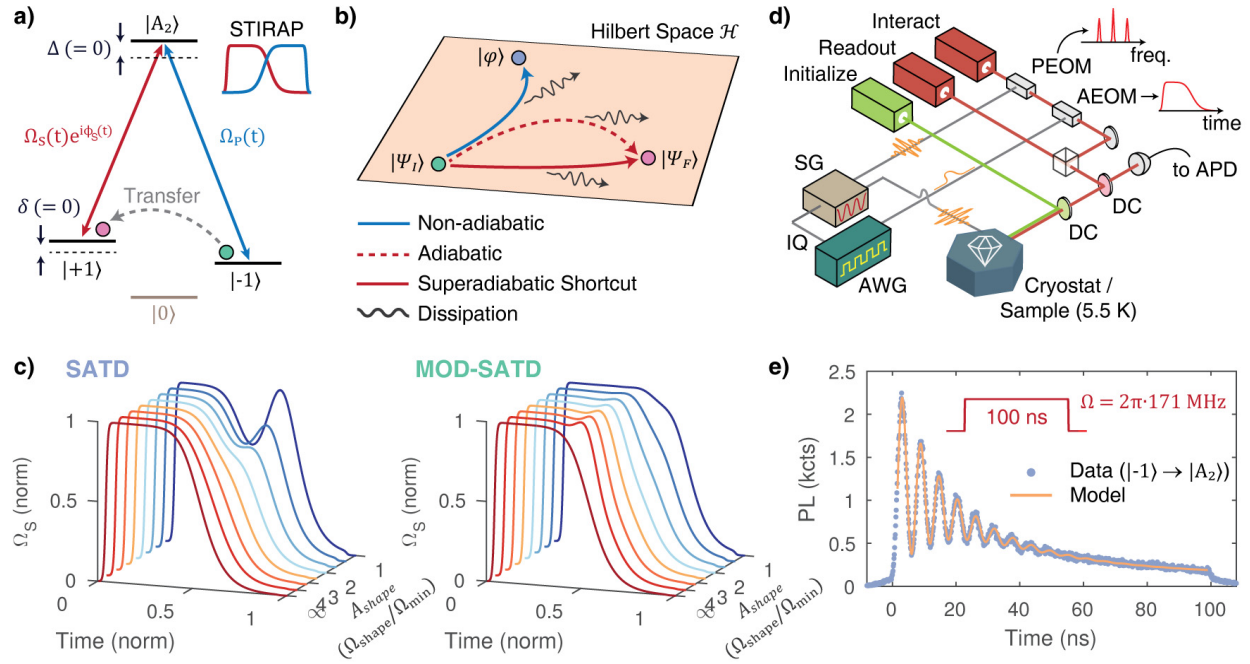 a)
|A₂⟩
STIRAP
Δ (=0)
Ω_S(t)e^{iϕ_S(t)}
Ω_P(t)
Transfer
δ (=0)
|+1⟩
|-1⟩
|0⟩
b)
Hilbert Space ℋ
|φ⟩
|Ψ_I⟩
|Ψ_F⟩
Non-adiabatic
Adiabatic
Superadiabatic Shortcut
Dissipation
c)
SATD
1
0.5
0
Ω_S (norm)
0
0.5
1
Time (norm)
∞
4
3
2
1
A_shape
(Ω_shape/Ω_min)
MOD-SATD
1
0.5
0
Ω_S (norm)
0
0.5
1
Time (norm)
∞
4
3
2
1
A_shape
(Ω_shape/Ω_min)
d)
Interact
Readout
Initialize
PEOM
freq.
AEOM
time
SG
IQ
AWG
to APD
DC
DC
Cryostat /
Sample (5.5 K)
e)
2.5
2
1.5
1
0.5
0
PL (kcts)
Ω = 2π·171 MHz
100 ns
Data (|-1⟩ → |A₂⟩)
Model
0
20
40
60
80
100
Time (ns)